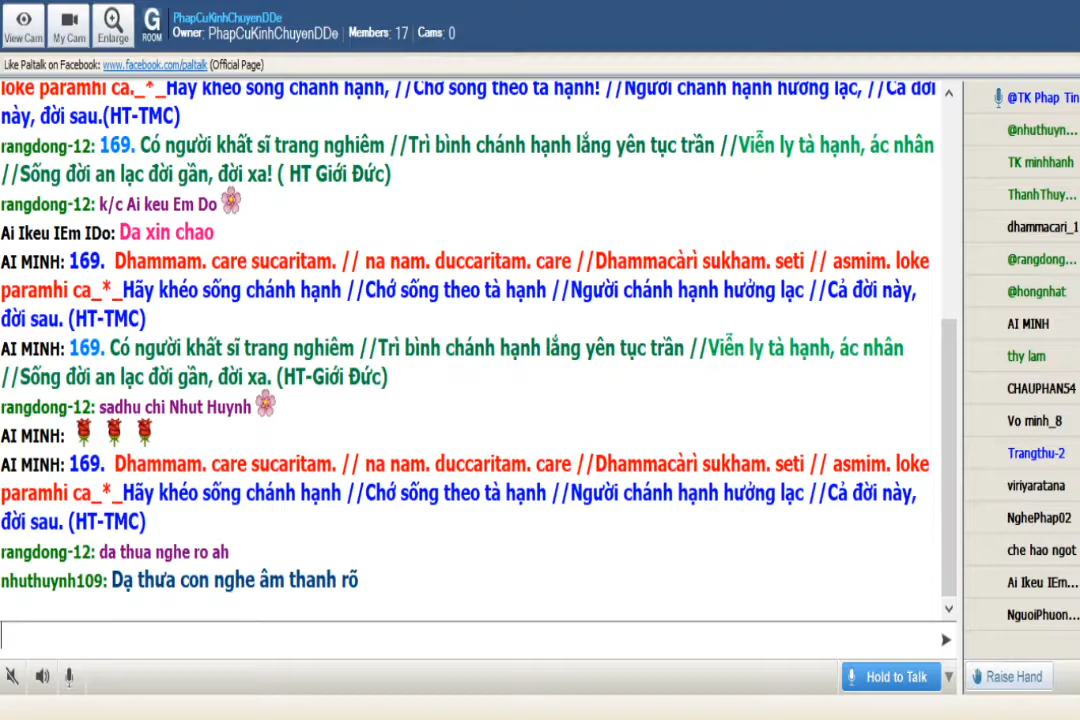 PhapCuKinhChuyenDDe
G
ROOM
Owner: PhapCuKinhChuyenDDe Members: 17 Cams: 0
View Cam My Cam Enlarge
Like Paltalk on Facebook: www.facebook.com/paltalk (Official Page)
loke paramhi ca._*_Hãy khéo sống chánh hạnh, //Chớ sống theo tà hạnh! //Người chánh hạnh hưởng lạc, //Cả đời
này, đời sau.(HT-TMC)
rangdong-12: 169. Có người khất sĩ trang nghiêm //Trì bình chánh hạnh lắng yên tục trần //Viễn ly tà hạnh, ác nhân
//Sống đời an lạc đời gần, đời xa! ( HT Giới Đức)
rangdong-12: k/c Ai keu Em Do
Ai Ikeu IEm IDo: Da xin chao
AI MINH: 169. Dhammam. care sucaritam. // na nam. duccaritam. care //Dhammacàrì sukham. seti // asmim. loke
paramhi ca_*_Hãy khéo sống chánh hạnh //Chớ sống theo tà hạnh //Người chánh hạnh hưởng lạc //Cả đời này,
đời sau. (HT-TMC)
AI MINH: 169. Có người khất sĩ trang nghiêm //Trì bình chánh hạnh lắng yên tục trần //Viễn ly tà hạnh, ác nhân
//Sống đời an lạc đời gần, đời xa. (HT-Giới Đức)
rangdong-12: sadhu chi Nhut Huynh
AI MINH:
AI MINH: 169. Dhammam. care sucaritam. // na nam. duccaritam. care //Dhammacàrì sukham. seti // asmim. loke
paramhi ca_*_Hãy khéo sống chánh hạnh //Chớ sống theo tà hạnh //Người chánh hạnh hưởng lạc //Cả đời này,
đời sau. (HT-TMC)
rangdong-12: da thua nghe ro ah
nhuthuynh109: Dạ thưa con nghe âm thanh rõ
@TK Phap Tin
@nhuthuyn...
TK minhhanh
ThanhThuy...
dhammacari_1
@rangdong...
@hongnhat
AI MINH
thy lam
CHAUPHAN54
Vo minh_8
Trangthu-2
viriyaratana
NghePhap02
che hao ngot
Ai Ikeu IEm...
NguoiPhuon...
Hold to Talk
Raise Hand